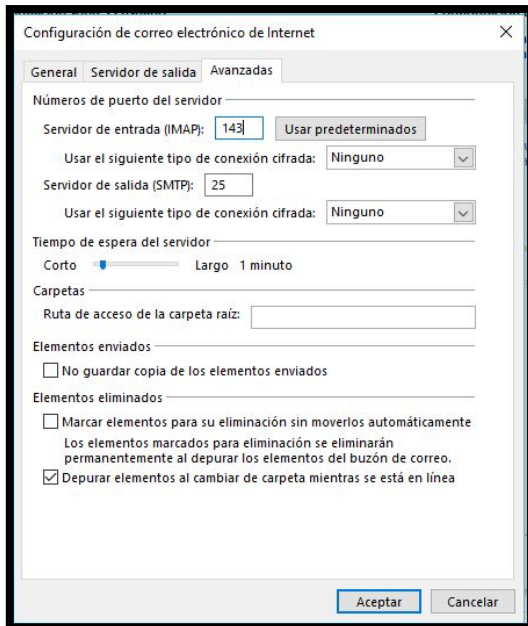 Configuración de correo electrónico de Internet
General Servidor de salida Avanzadas
Números de puerto del servidor
Servidor de entrada (IMAP): 143 Usar predeterminados
Usar el siguiente tipo de conexión cifrada: Ninguno
Servidor de salida (SMTP): 25
Usar el siguiente tipo de conexión cifrada: Ninguno
Tiempo de espera del servidor
Corto Largo 1 minuto
Carpetas
Ruta de acceso de la carpeta raíz:
Elementos enviados
No guardar copia de los elementos enviados
Elementos eliminados
Marcar elementos para su eliminación sin moverlos automáticamente
Los elementos marcados para eliminación se eliminarán
permanentemente al depurar los elementos del buzón de correo.
Depurar elementos al cambiar de carpeta mientras se está en línea
Aceptar Cancelar